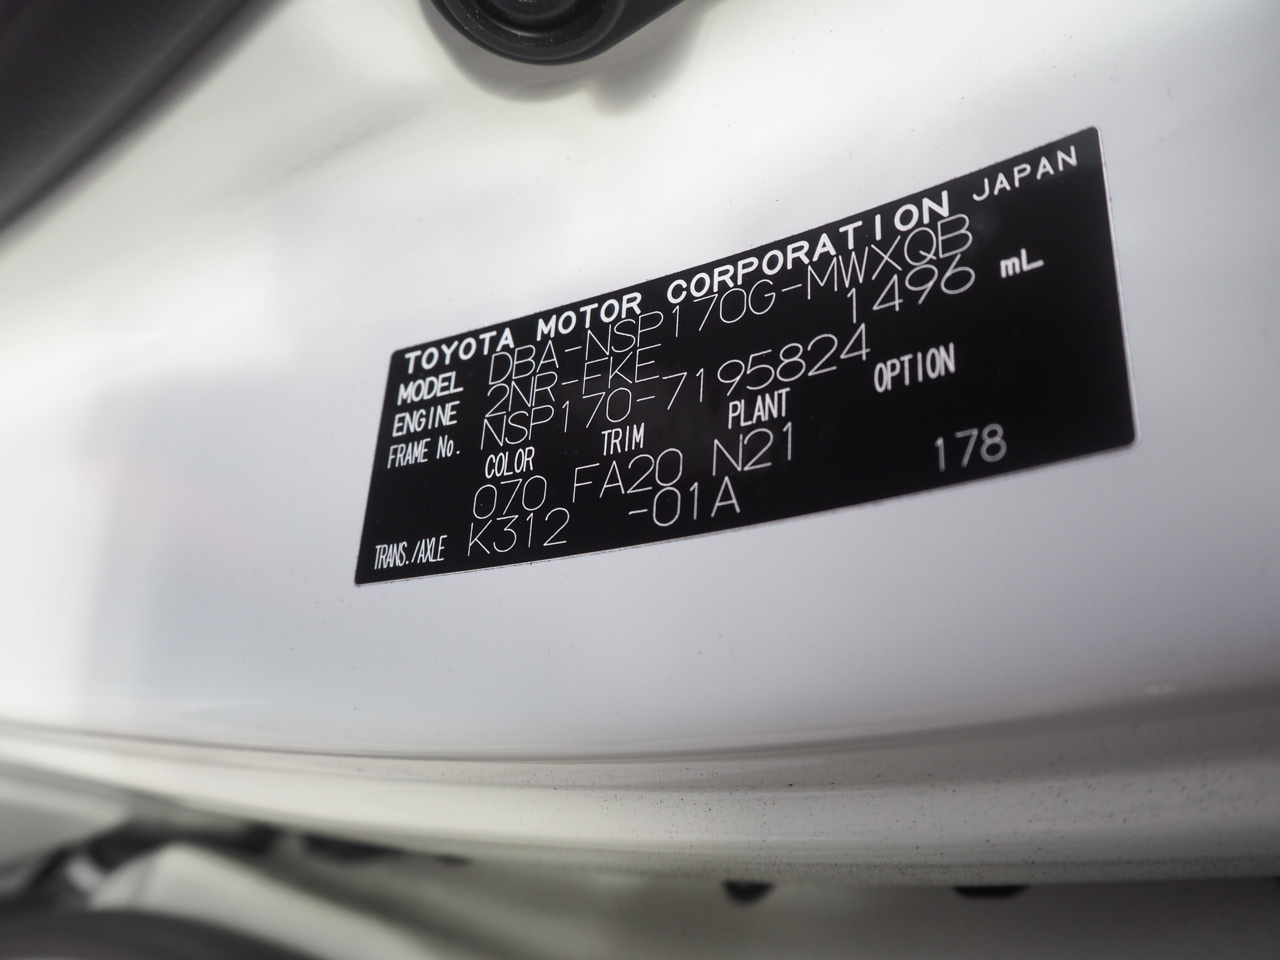 TOYOTA MOTOR CORPORATION JAPAN
MODEL DBA-NSP170G-MWXQB
ENGINE 2NR-FKE 1496 mL
FRAME No. NSP170-7195824
COLOR TRIM PLANT OPTION
070 FA20 N21
TRANS./AXLE K312 -01A 178